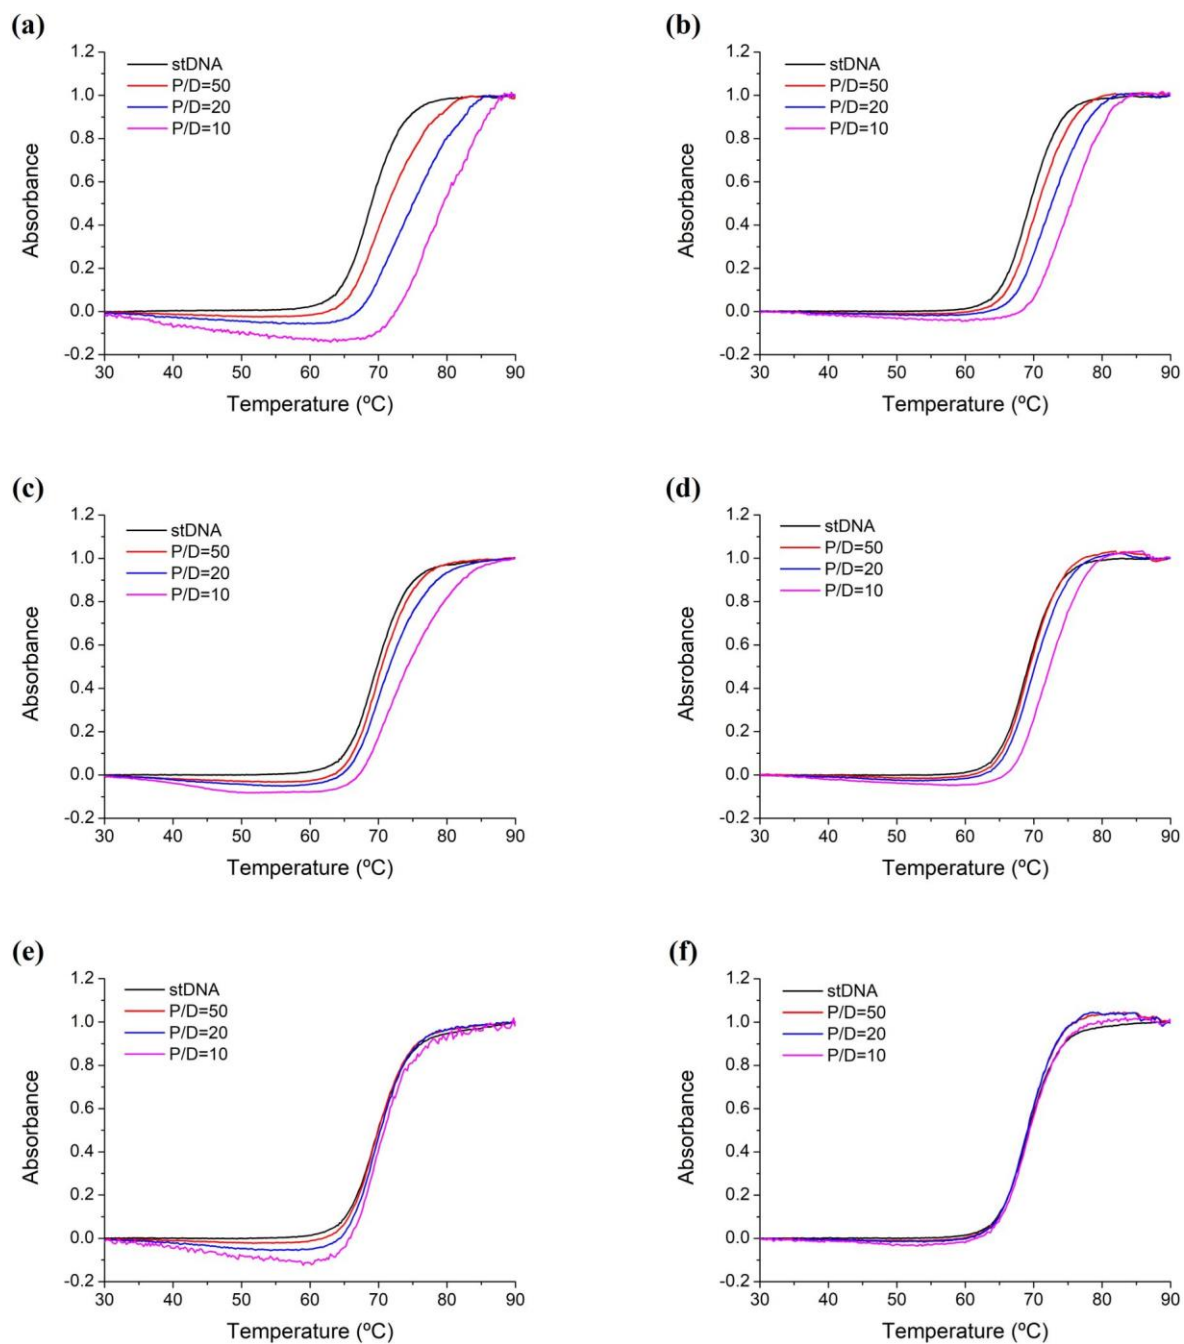 (a)
1.2
1.0
0.8
0.6
0.4
0.2
0.0
-0.2
stDNA
P/D=50
P/D=20
P/D=10
Absorbance
30 40 50 60 70 80 90
Temperature (ºC)
(b)
1.2
1.0
0.8
0.6
0.4
0.2
0.0
-0.2
stDNA
P/D=50
P/D=20
P/D=10
Absorbance
30 40 50 60 70 80 90
Temperature (ºC)
(c)
1.2
1.0
0.8
0.6
0.4
0.2
0.0
-0.2
stDNA
P/D=50
P/D=20
P/D=10
Absorbance
30 40 50 60 70 80 90
Temperature (ºC)
(d)
1.2
1.0
0.8
0.6
0.4
0.2
0.0
-0.2
stDNA
P/D=50
P/D=20
P/D=10
Abasrobance
30 40 50 60 70 80 90
Temperature (ºC)
(e)
1.2
1.0
0.8
0.6
0.4
0.2
0.0
-0.2
stDNA
P/D=50
P/D=20
P/D=10
Absorbance
30 40 50 60 70 80 90
Temperature (ºC)
(f)
1.2
1.0
0.8
0.6
0.4
0.2
0.0
-0.2
stDNA
P/D=50
P/D=20
P/D=10
Absorbance
30 40 50 60 70 80 90
Temperature (ºC)